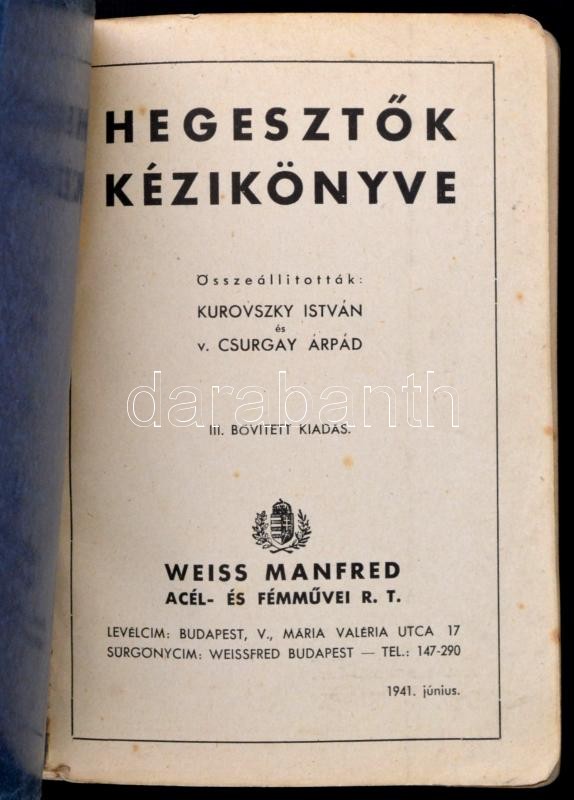 HEGESZTŐK
KÉZIKÖNYVE
Összeállították:
KUROVSZKY ISTVÁN
és
v. CSURGAY ÁRPÁD
darabanth
III. BŐVITETT KIADÁS.
WEISS MANFRED
ACÉL- ÉS FÉMMŰVEI R. T.
LEVÉLCIM: BUDAPEST, V., MÁRIA VALÉRIA UTCA 17
SÜRGÖNYCIM: WEISSFRED BUDAPEST — TEL.: 147-290
1941. június.